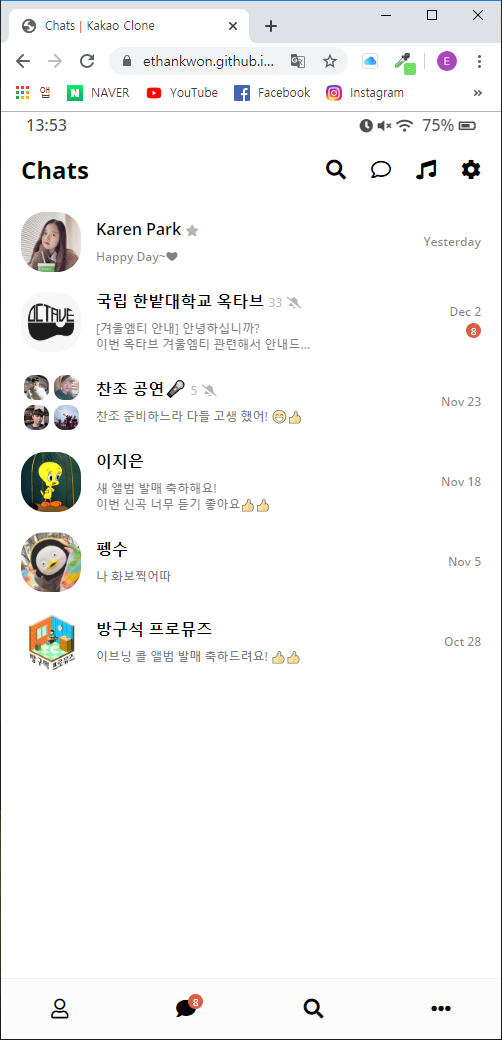 Chats | Kakao Clone
ethankwon.github.i...
E
앱 NAVER YouTube Facebook Instagram »
13:53 75%
Chats
Karen Park
Yesterday
Happy Day~🖤
OCTAVE
국립 한밭대학교 옥타브 33
Dec 2
[겨울엠티 안내] 안녕하십니까?
8
이번 옥타브 겨울엠티 관련해서 안내드...
찬조 공연🎤 5
Nov 23
찬조 준비하느라 다들 고생 했어! 😁👍
이지은
Nov 18
새 앨범 발매 축하해요!
이번 신곡 너무 듣기 좋아요👍👍
펭수
Nov 5
나 화보찍어따
방구석 프로뮤즈
방구석 프로뮤즈
Oct 28
이브닝 콜 앨범 발매 축하드려요! 👍👍
8